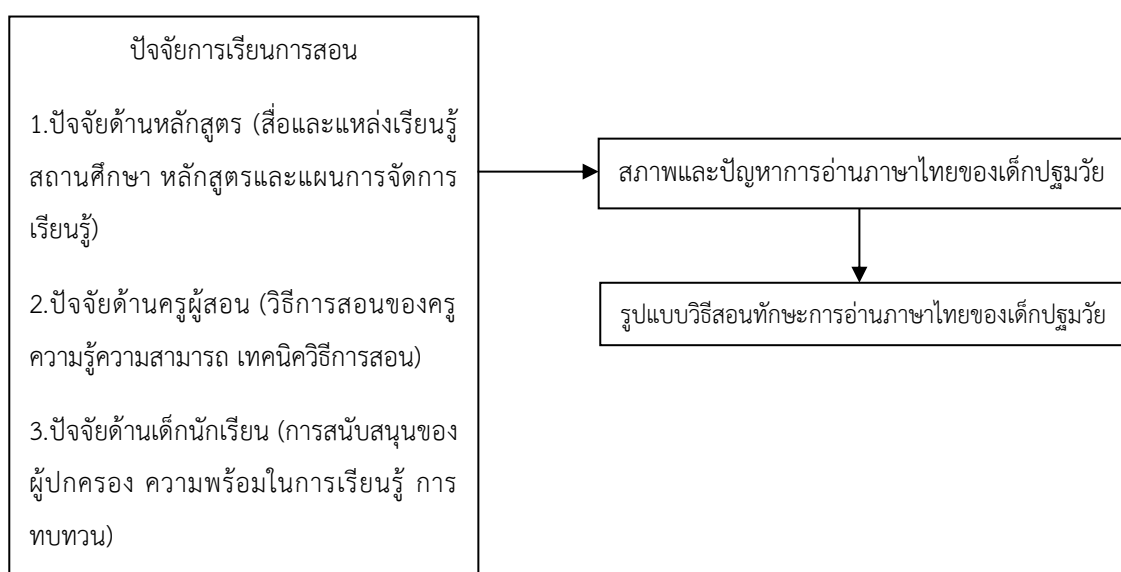 ปัจจัยการเรียนการสอน
1.ปัจจัยด้านหลักสูตร (สื่อและแหล่งเรียนรู้
สถานศึกษา หลักสูตรและแผนการจัดการ
เรียนรู้)
2.ปัจจัยด้านครูผู้สอน (วิธีการสอนของครู
ความรู้ความสามารถ เทคนิควิธีการสอน)
3.ปัจจัยด้านเด็กนักเรียน (การสนับสนุนของ
ผู้ปกครอง ความพร้อมในการเรียนรู้ การ
ทบทวน)
สภาพและปัญหาการอ่านภาษาไทยของเด็กปฐมวัย
รูปแบบวิธีสอนทักษะการอ่านภาษาไทยของเด็กปฐมวัย